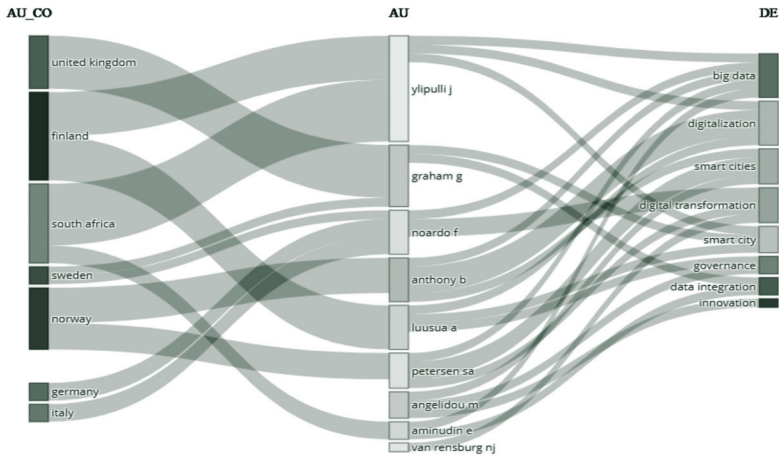 AU_CO
AU
DE
united kingdom
finland
south africa
sweden
norway
germany
italy
ylipulli j
graham g
noardo f
anthony b
luusua a
petersen sa
angelidou m
aminudin e
van rensburg nj
big data
digitalization
smart cities
digital transformation
smart city
governance
data integration
innovation